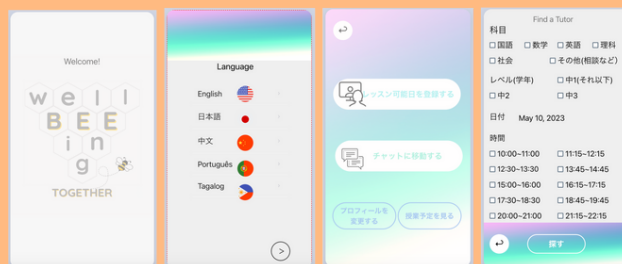 Welcome!
well
BEE
in
g
TOGETHER
Language
English
日本語
中文
Português
Tagalog
レッスン可能日を登録する
チャットに移動する
プロフィールを
変更する
授業予定を見る
Find a Tutor
科目
国語 数学 英語 理科
社会 その他(相談など)
レベル(学年) 中1(それ以下)
中2 中3
日付 May 10, 2023
時間
10:00~11:00 11:15~12:15
12:30~13:30 13:45~14:45
15:00~16:00 16:15~17:15
17:30~18:30 18:45~19:45
20:00~21:00 21:15~22:15
探す